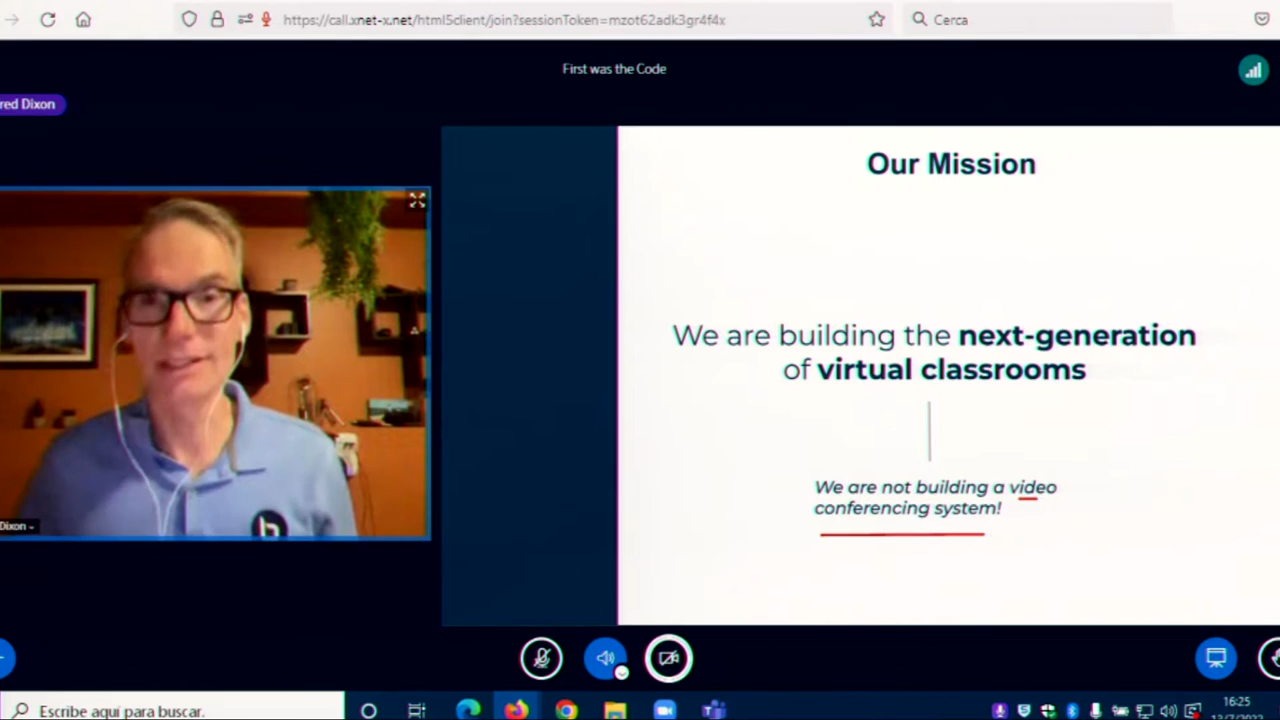 https://call.xnet-x.net/html5client/join?sessionToken=mzot62adk3gr4f4x
Cerca
First was the Code
red Dixon
Our Mission
We are building the next-generation
of virtual classrooms
We are not building a video
conferencing system!
Dixon
b
Escribe aquí para buscar.
16:25